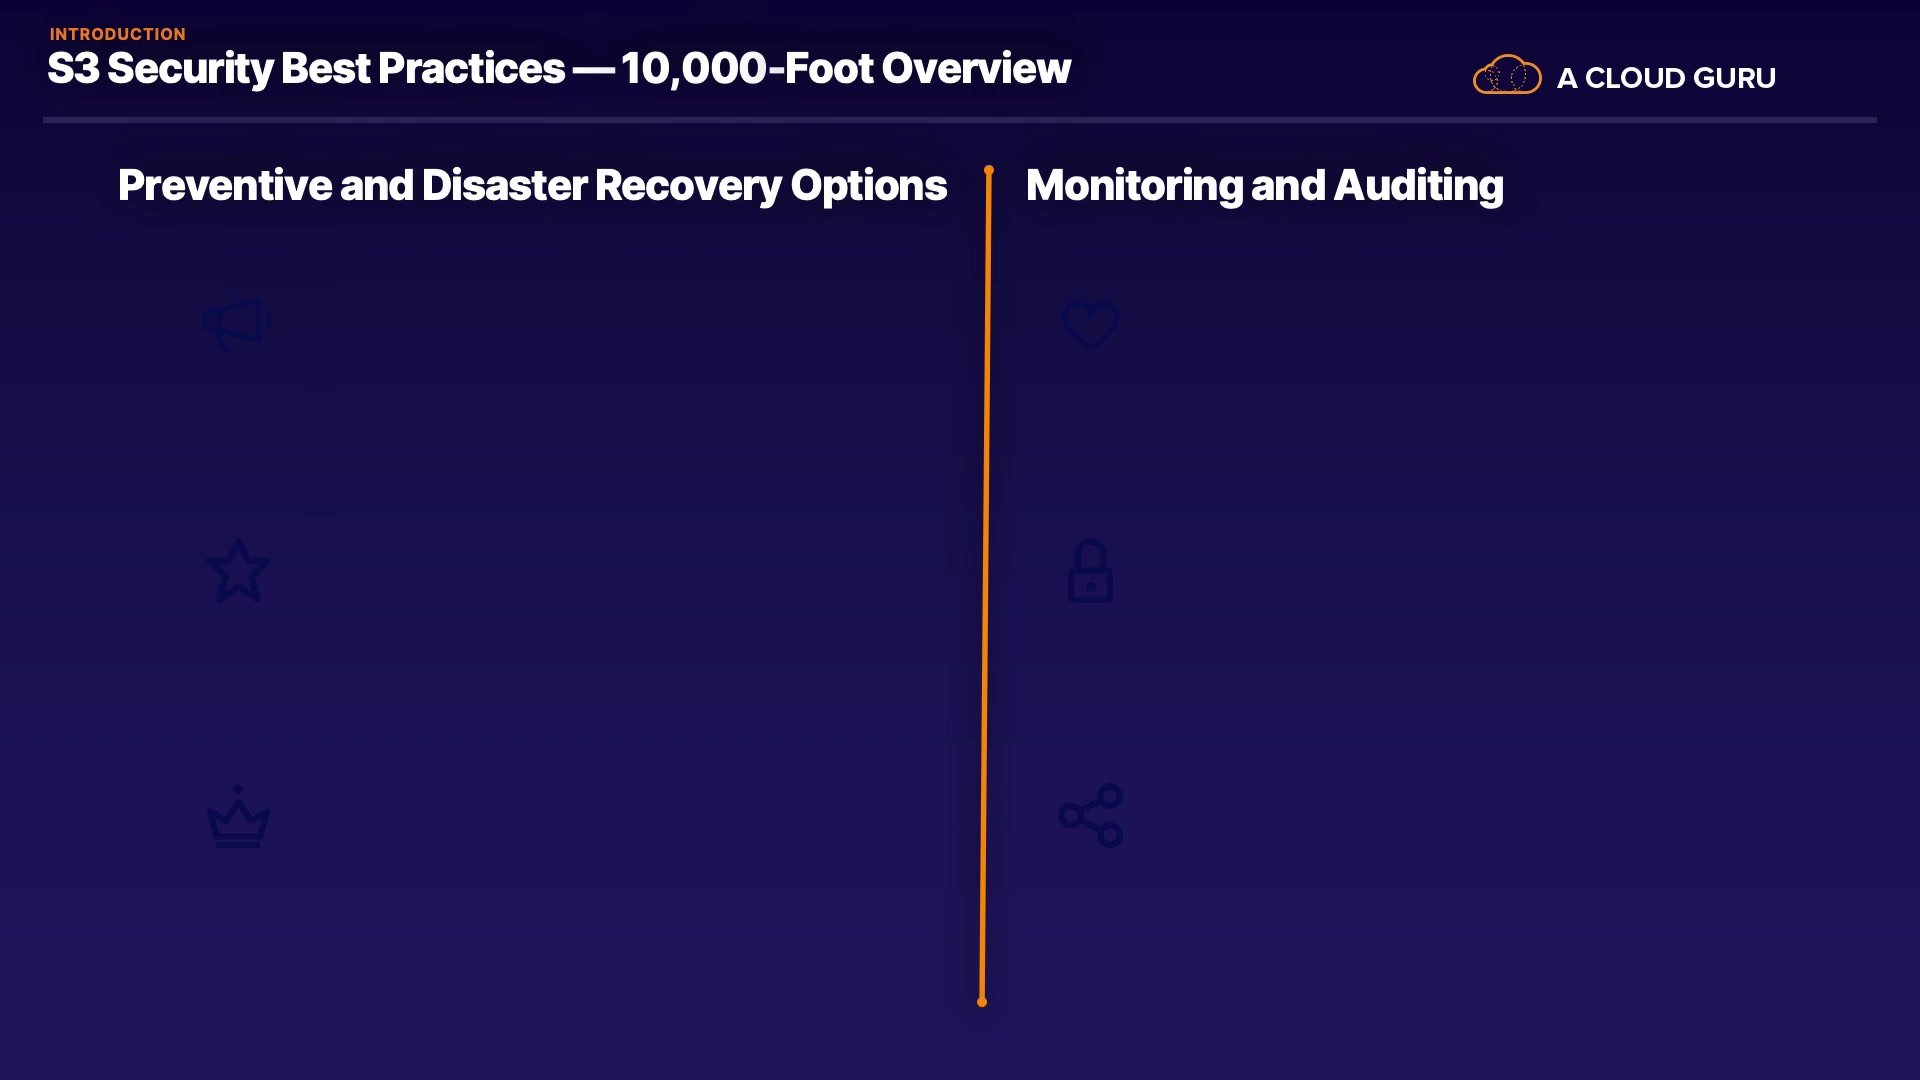 INTRODUCTION
S3 Security Best Practices — 10,000-Foot Overview
A CLOUD GURU
Preventive and Disaster Recovery Options
Monitoring and Auditing